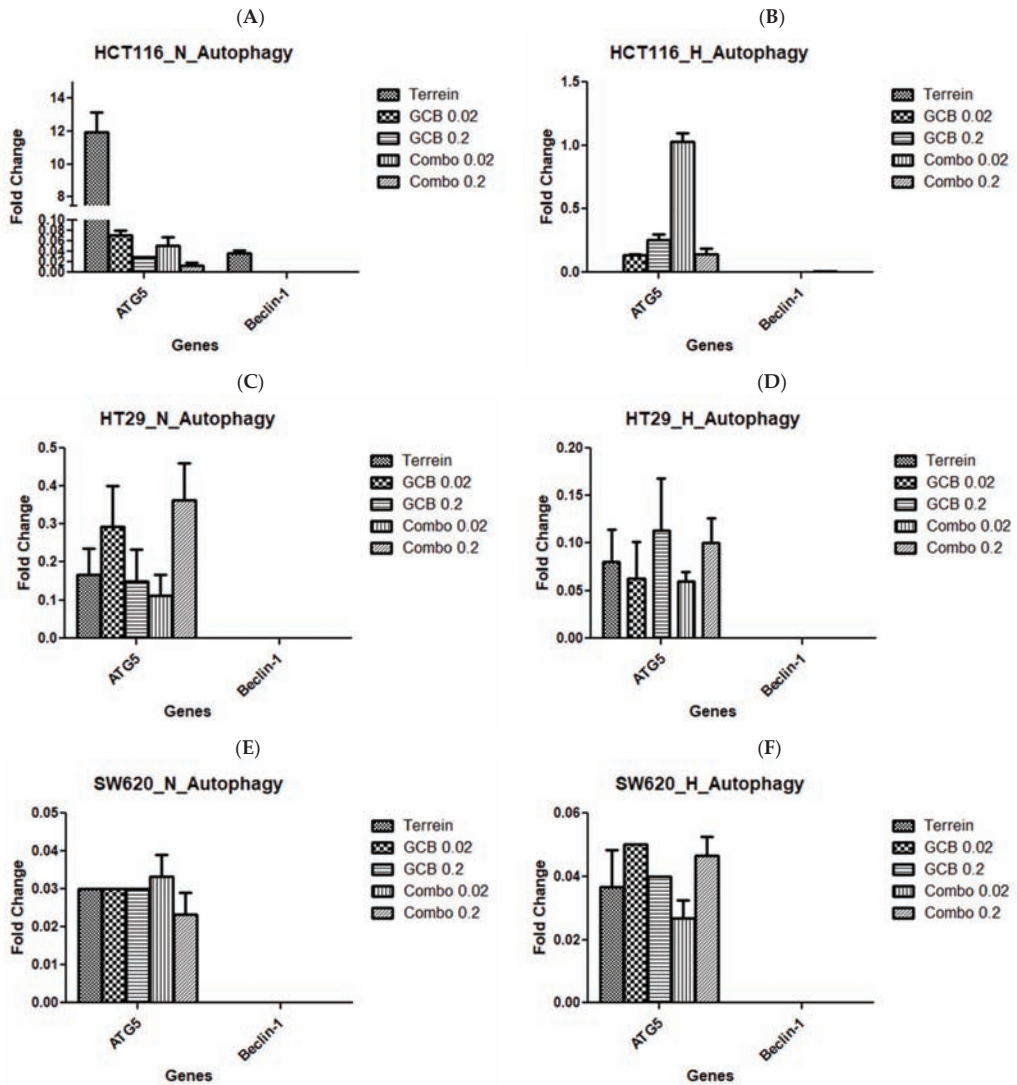 (A)
HCT116_N_Autophagy
Fold Change
14
12
10
8
0.10
0.08
0.06
0.04
0.02
0.00
ATG5
Beclin-1
Genes
Terrein
GCB 0.02
GCB 0.2
Combo 0.02
Combo 0.2
(B)
HCT116_H_Autophagy
Fold Change
1.5
1.0
0.5
0.0
ATG5
Beclin-1
Genes
Terrein
GCB 0.02
GCB 0.2
Combo 0.02
Combo 0.2
(C)
HT29_N_Autophagy
Fold Change
0.5
0.4
0.3
0.2
0.1
0.0
ATG5
Beclin-1
Genes
Terrein
GCB 0.02
GCB 0.2
Combo 0.02
Combo 0.2
(D)
HT29_H_Autophagy
Fold Change
0.20
0.15
0.10
0.05
0.00
ATG5
Beclin-1
Genes
Terrein
GCB 0.02
GCB 0.2
Combo 0.02
Combo 0.2
(E)
SW620_N_Autophagy
Fold Change
0.05
0.04
0.03
0.02
0.01
0.00
ATG5
Beclin-1
Genes
Terrein
GCB 0.02
GCB 0.2
Combo 0.02
Combo 0.2
(F)
SW620_H_Autophagy
Fold Change
0.06
0.04
0.02
0.00
ATG5
Beclin-1
Genes
Terrein
GCB 0.02
GCB 0.2
Combo 0.02
Combo 0.2